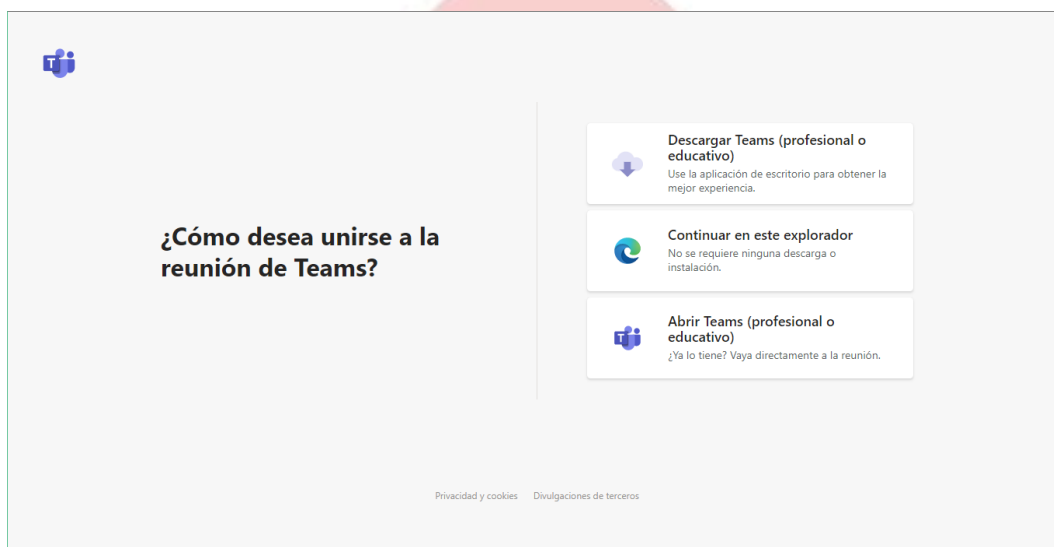 ¿Cómo desea unirse a la
reunión de Teams?
Descargar Teams (profesional o
educativo)
Use la aplicación de escritorio para obtener la
mejor experiencia.
Continuar en este explorador
No se requiere ninguna descarga o
instalación.
Abrir Teams (profesional o
educativo)
¿Ya lo tiene? Vaya directamente a la reunión.
Privacidad y cookies Divulgaciones de terceros